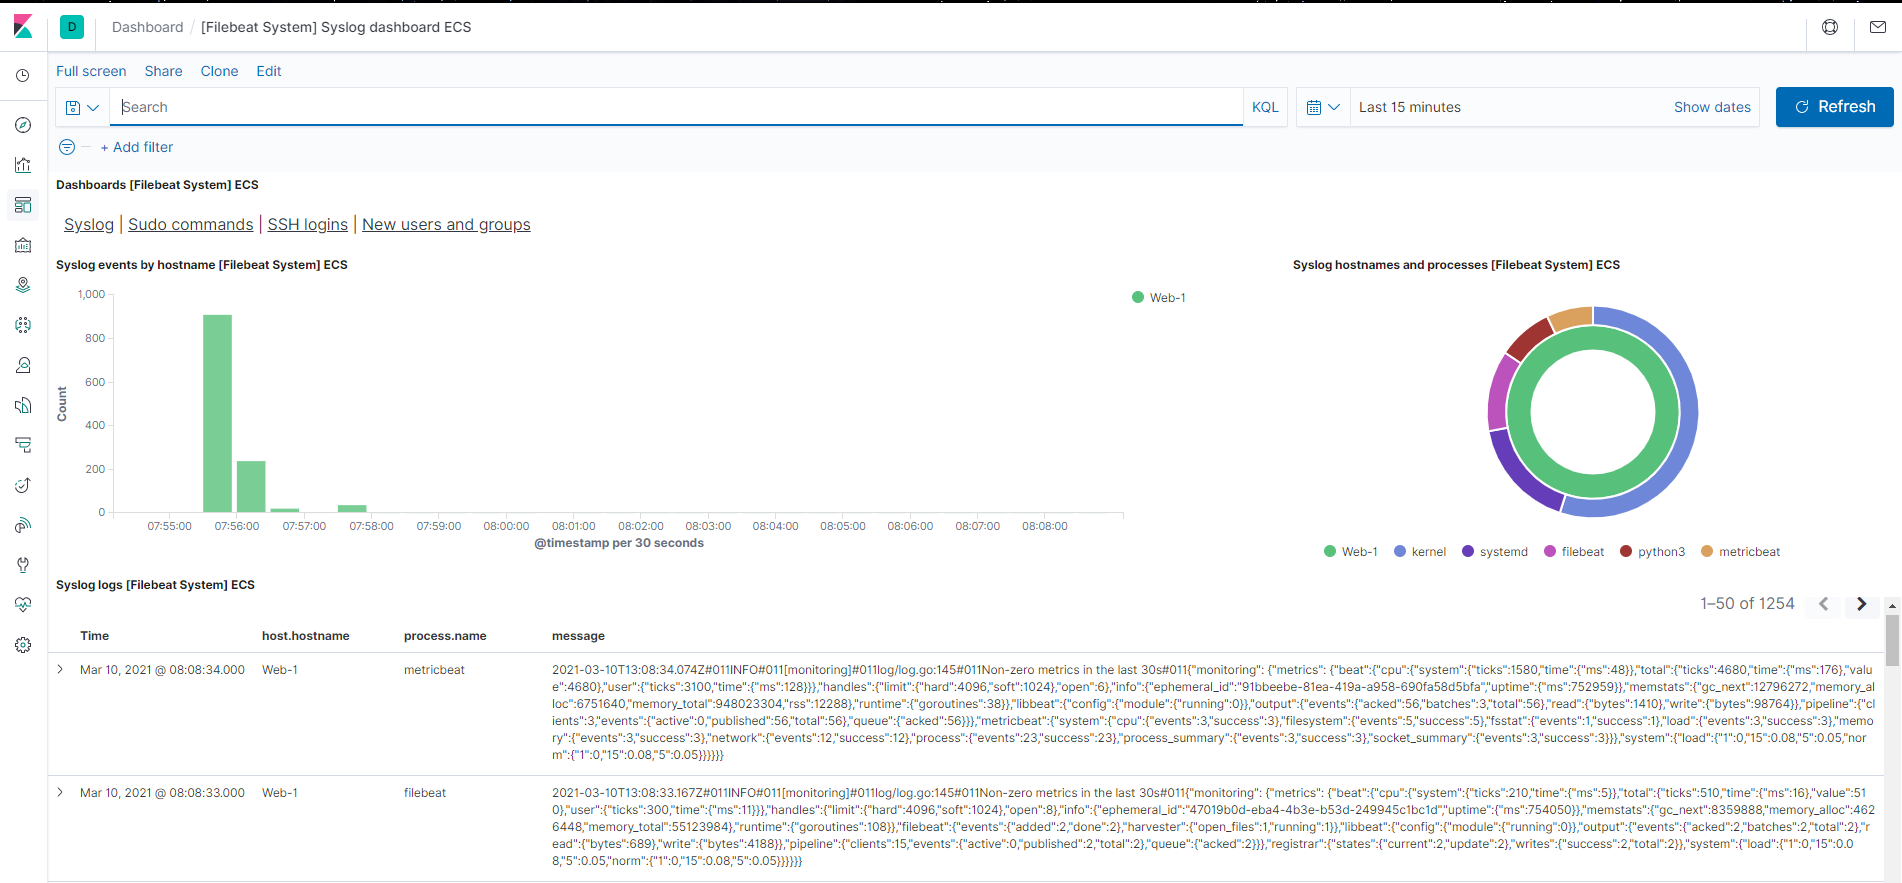 D Dashboard / [Filebeat System] Syslog dashboard ECS
Full screen Share Clone Edit
Search KQL Last 15 minutes Show dates Refresh
+ Add filter
Dashboards [Filebeat System] ECS
Syslog | Sudo commands | SSH logins | New users and groups
Syslog events by hostname [Filebeat System] ECS
1,000
800
600
400
200
0
Count
07:55:00 07:56:00 07:57:00 07:58:00 07:59:00 08:00:00 08:01:00 08:02:00 08:03:00 08:04:00 08:05:00 08:06:00 08:07:00 08:08:00
@timestamp per 30 seconds
Web-1
Syslog hostnames and processes [Filebeat System] ECS
Web-1 kernel systemd filebeat python3 metricbeat
Syslog logs [Filebeat System] ECS
1–50 of 1254
Time host.hostname process.name message
Mar 10, 2021 @ 08:08:34.000 Web-1 metricbeat 2021-03-10T13:08:34.074Z#011INFO#011[monitoring]#011log/log.go:145#011Non-zero metrics in the last 30s#011{"monitoring": {"metrics": {"beat":{"cpu":{"system":{"ticks":1580,"time":{"ms":48}},"total":{"ticks":4680,"time":{"ms":176},"valu
e":4680},"user":{"ticks":3100,"time":{"ms":128}}},"handles":{"limit":{"hard":4096,"soft":1024},"open":6},"info":{"ephemeral_id":"91bbeebe-81ea-419a-a958-690fa58d5bfa","uptime":{"ms":752959}},"memstats":{"gc_next":12796272,"memory_al
loc":6751640,"memory_total":948023304,"rss":12288},"runtime":{"goroutines":38}},"libbeat":{"config":{"module":{"running":0}},"output":{"events":{"acked":56,"batches":3,"total":56},"read":{"bytes":1410},"write":{"bytes":98764}},"pipeline":{"cl
ients":3,"events":{"active":0,"published":56,"total":56},"queue":{"acked":56}}},"metricbeat":{"system":{"cpu":{"events":3,"success":3},"filesystem":{"events":5,"success":5},"fsstat":{"events":1,"success":1},"load":{"events":3,"success":3},"memo
ry":{"events":3,"success":3},"network":{"events":12,"success":12},"process":{"events":23,"success":23},"process_summary":{"events":3,"success":3},"socket_summary":{"events":3,"success":3}}},"system":{"load":{"1":0,"15":0.08,"5":0.05,"nor
m":{"1":0,"15":0.08,"5":0.05}}}}}}
Mar 10, 2021 @ 08:08:33.000 Web-1 filebeat 2021-03-10T13:08:33.167Z#011INFO#011[monitoring]#011log/log.go:145#011Non-zero metrics in the last 30s#011{"monitoring": {"metrics": {"beat":{"cpu":{"system":{"ticks":210,"time":{"ms":5}},"total":{"ticks":510,"time":{"ms":16},"value":51
0},"user":{"ticks":300,"time":{"ms":11}}},"handles":{"limit":{"hard":4096,"soft":1024},"open":8},"info":{"ephemeral_id":"47019b0d-eba4-4b3e-b53d-249945c1bc1d","uptime":{"ms":754050}},"memstats":{"gc_next":8359888,"memory_alloc":462
6448,"memory_total":55123984},"runtime":{"goroutines":108}},"filebeat":{"events":{"added":2,"done":2},"harvester":{"open_files":1,"running":1}},"libbeat":{"config":{"module":{"running":0}},"output":{"events":{"acked":2,"batches":2,"total":2},"r
ead":{"bytes":689},"write":{"bytes":4188}},"pipeline":{"clients":15,"events":{"active":0,"published":2,"total":2},"queue":{"acked":2}}},"registrar":{"states":{"current":2,"update":2},"writes":{"success":2,"total":2}},"system":{"load":{"1":0,"15":0.0
8,"5":0.05,"norm":{"1":0,"15":0.08,"5":0.05}}}}}}